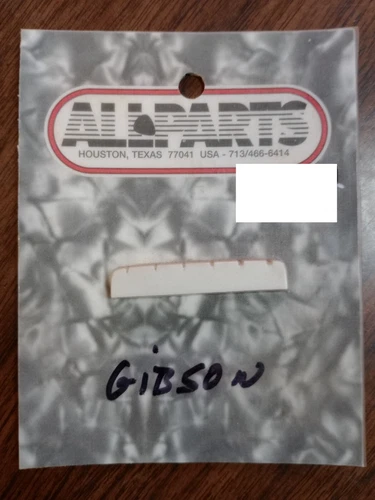 ALLPARTS
HOUSTON, TEXAS 77041 USA - 713/466-6414
GiBSON